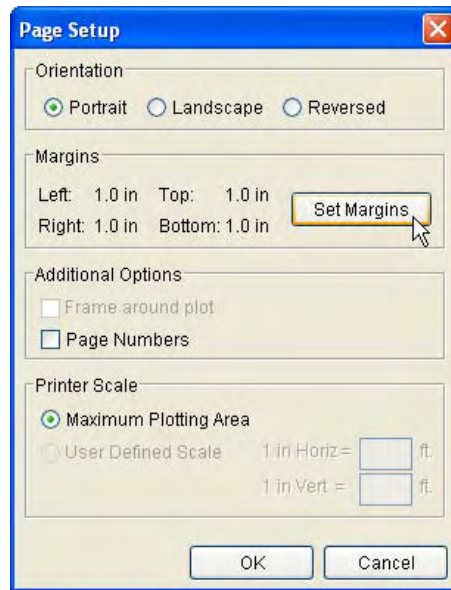 Page Setup
Orientation
Portrait Landscape Reversed
Margins
Left: 1.0 in Top: 1.0 in
Right: 1.0 in Bottom: 1.0 in
Set Margins
Additional Options
Frame around plot
Page Numbers
Printer Scale
Maximum Plotting Area
User Defined Scale 1 in Horiz = ft.
1 in Vert = ft.
OK Cancel